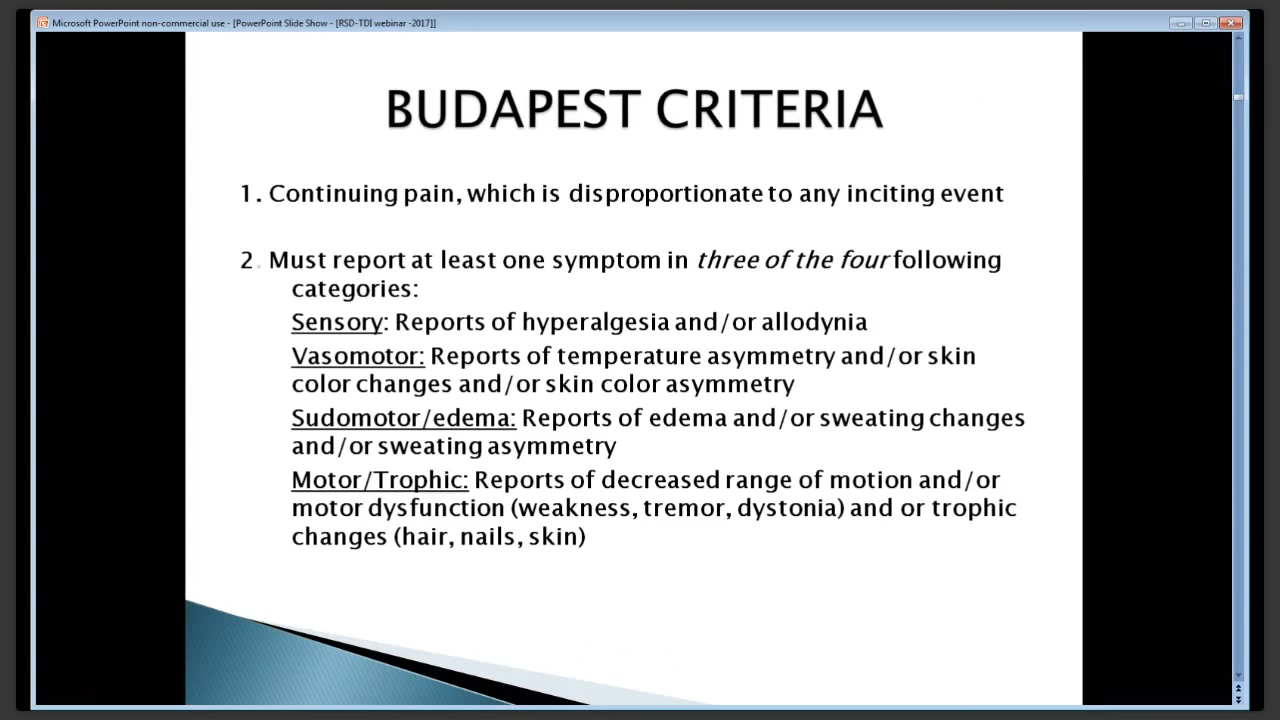 Microsoft PowerPoint non-commercial use - [PowerPoint Slide Show - [RSD-TDI webinar -2017]]
BUDAPEST CRITERIA
1. Continuing pain, which is disproportionate to any inciting event
2. Must report at least one symptom in three of the four following
categories:
Sensory: Reports of hyperalgesia and/or allodynia
Vasomotor: Reports of temperature asymmetry and/or skin
color changes and/or skin color asymmetry
Sudomotor/edema: Reports of edema and/or sweating changes
and/or sweating asymmetry
Motor/Trophic: Reports of decreased range of motion and/or
motor dysfunction (weakness, tremor, dystonia) and or trophic
changes (hair, nails, skin)